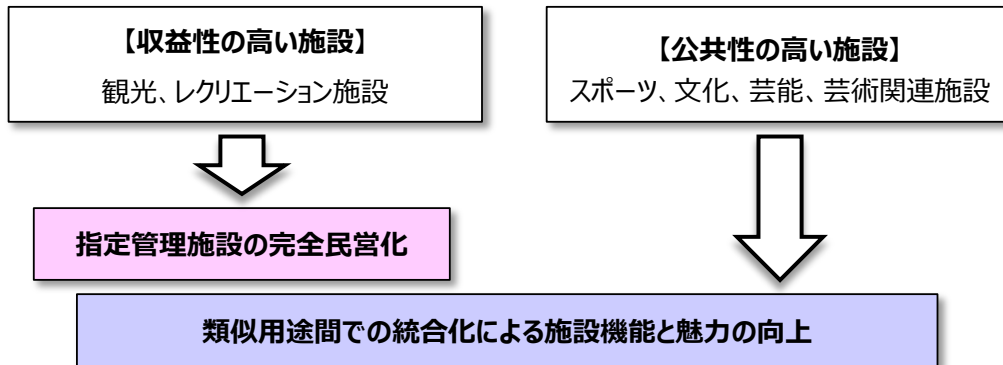 【収益性の高い施設】
観光、レクリエーション施設
【公共性の高い施設】
スポーツ、文化、芸能、芸術関連施設
指定管理施設の完全民営化
類似用途間での統合化による施設機能と魅力の向上